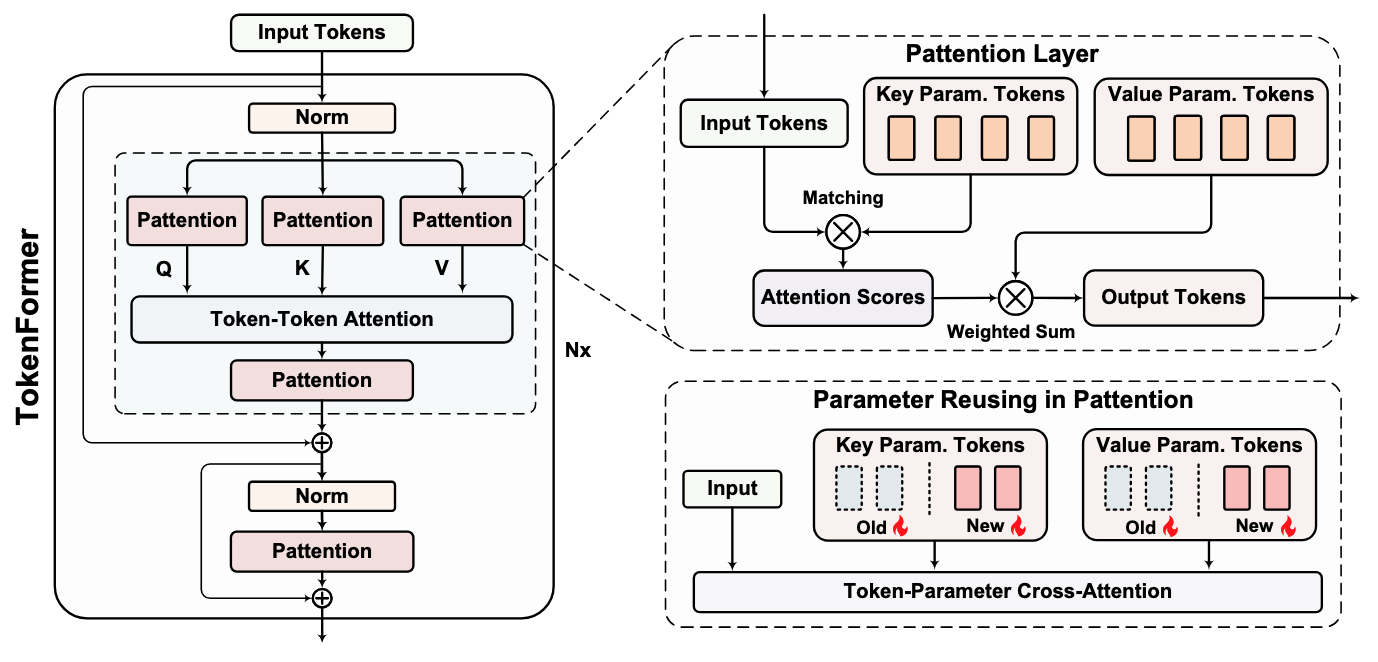 TokenFormer
Input Tokens
Norm
Pattention
Pattention
Pattention
Q
K
V
Token-Token Attention
Pattention
Nx
Norm
Pattention
Pattention Layer
Input Tokens
Key Param. Tokens
Value Param. Tokens
Matching
Attention Scores
Weighted Sum
Output Tokens
Parameter Reusing in Pattention
Input
Key Param. Tokens
Old
New
Value Param. Tokens
Old
New
Token-Parameter Cross-Attention